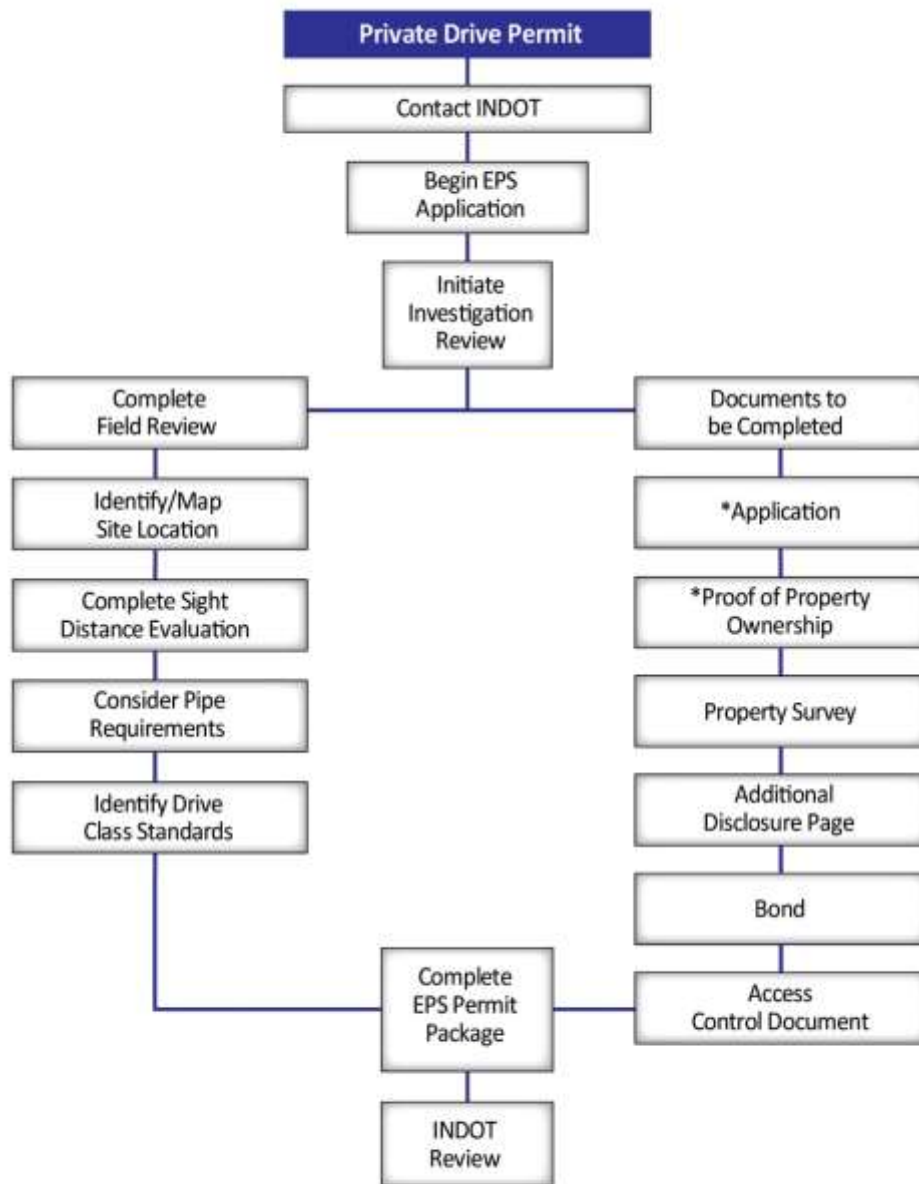 Private Drive Permit
Contact INDOT
Begin EPS
Application
Initiate
Investigation
Review
Complete
Field Review
Identify/Map
Site Location
Complete Sight
Distance Evaluation
Consider Pipe
Requirements
Identify Drive
Class Standards
Documents to
be Completed
*Application
*Proof of Property
Ownership
Property Survey
Additional
Disclosure Page
Bond
Access
Control Document
Complete
EPS Permit
Package
INDOT
Review